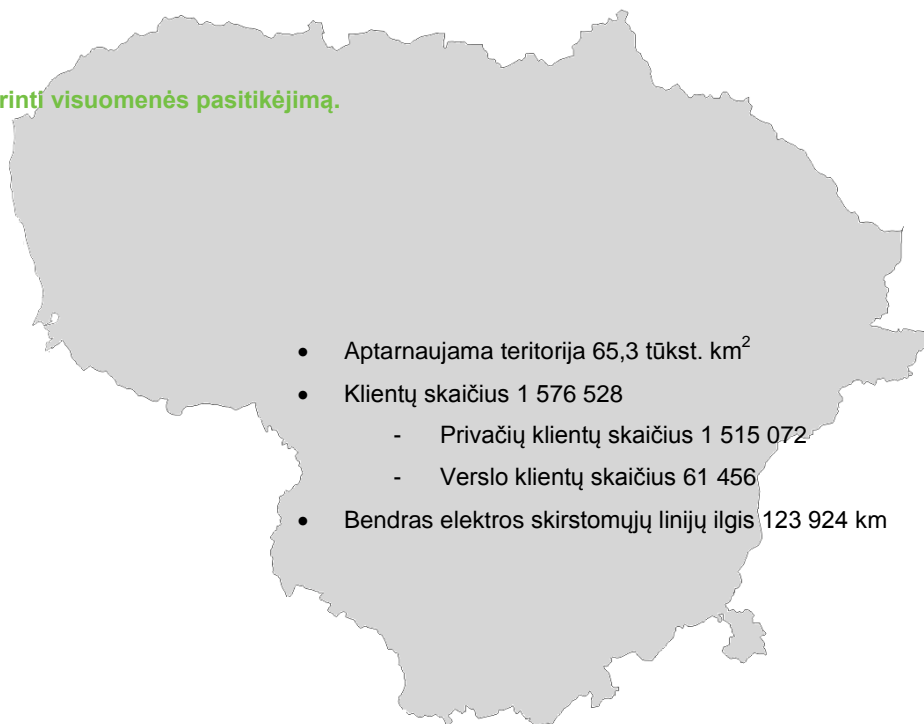 rinti visuomenės pasitikėjimą.
• Aptarnaujama teritorija 65,3 tūkst. km²
• Klientų skaičius 1 576 528
- Privačių klientų skaičius 1 515 072
- Verslo klientų skaičius 61 456
• Bendras elektros skirstomųjų linijų ilgis 123 924 km